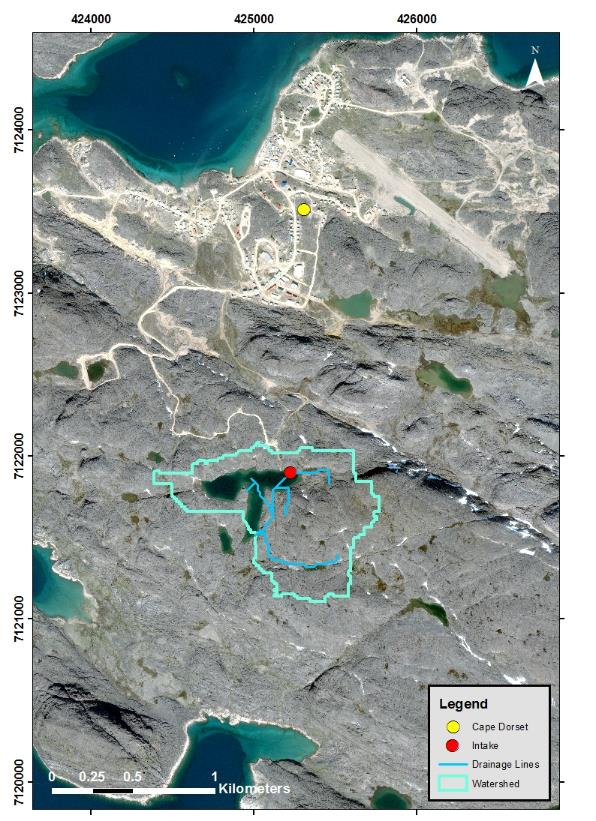 424000 425000 426000
N
7124000
7123000
7122000
7121000
7120000
Legend
Cape Dorset
Intake
Drainage Lines
Watershed
0 0.25 0.5 1
Kilometers